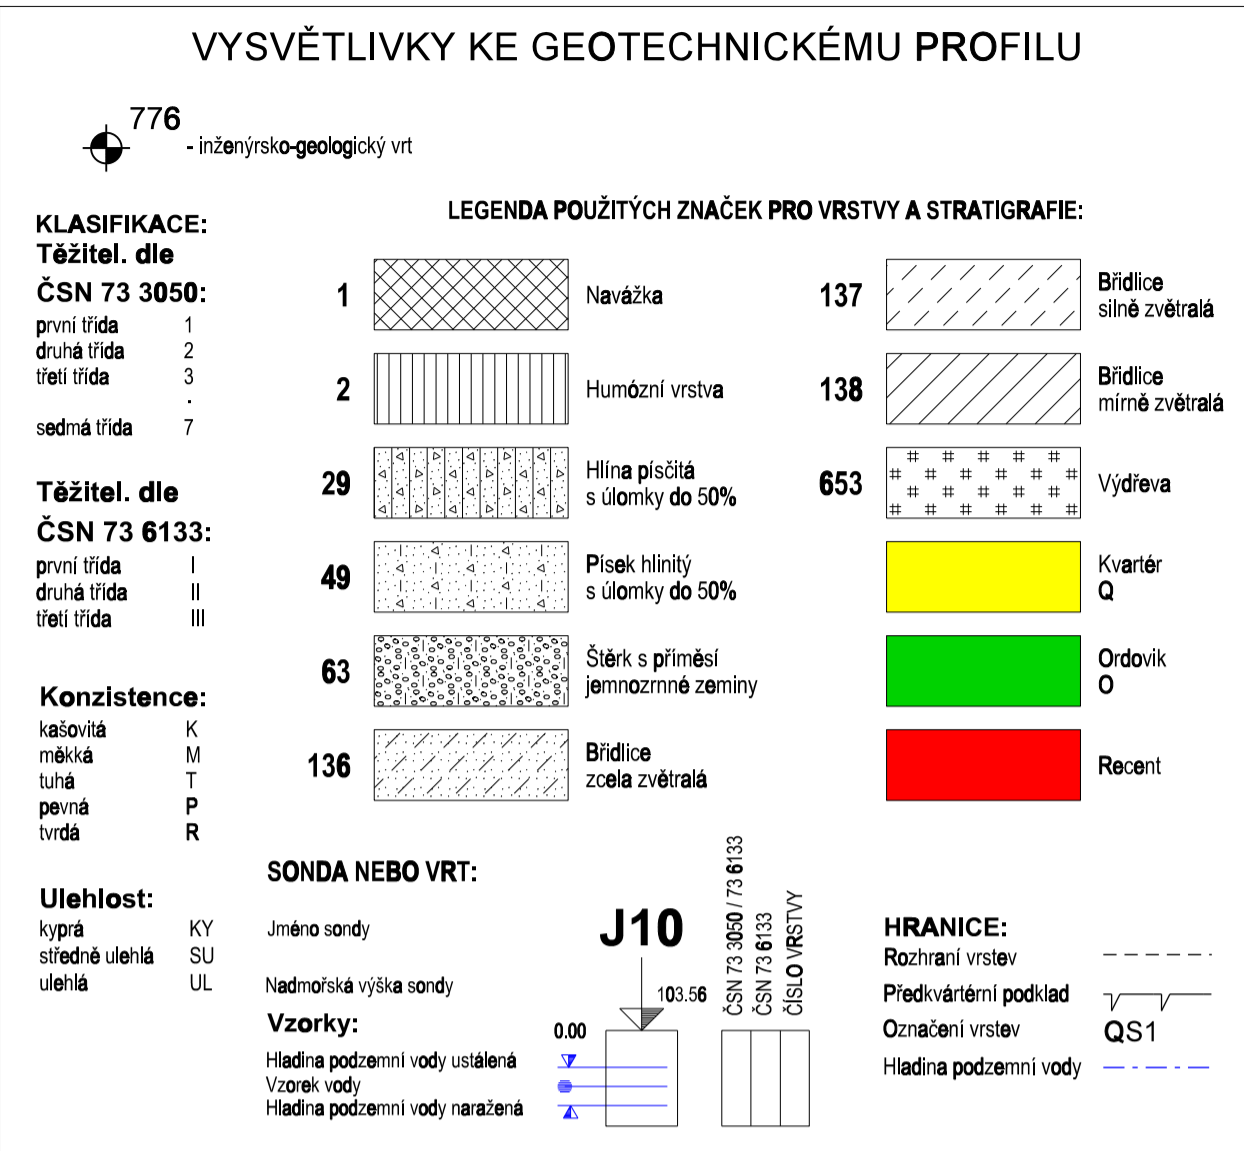 VYSVĚTLIVKY KE GEOTECHNICKÉMU PROFILU
776
- inženýrsko-geologický vrt
KLASIFIKACE:
Těžitel. dle
ČSN 73 3050:
první třída 1
druhá třída 2
třetí třída 3
.
sedmá třída 7
Těžitel. dle
ČSN 73 6133:
první třída I
druhá třída II
třetí třída III
Konzistence:
kašovitá K
měkká M
tuhá T
pevná P
tvrdá R
Ulehlost:
kyprá KY
středně ulehlá SU
ulehlá UL
LEGENDA POUŽITÝCH ZNAČEK PRO VRSTVY A STRATIGRAFIE:
1 Navážka
2 Humózní vrstva
29 Hlína písčitá
s úlomky do 50%
49 Písek hlinitý
s úlomky do 50%
63 Štěrk s příměsí
jemnozrnné zeminy
136 Břidlice
zcela zvětralá
137 Břidlice
silně zvětralá
138 Břidlice
mírně zvětralá
653 Výdřeva
Kvartér
Q
Ordovik
O
Recent
SONDA NEBO VRT:
Jméno sondy J10
Nadmořská výška sondy 103.56
Vzorky: 0.00
Hladina podzemní vody ustálená
Vzorek vody
Hladina podzemní vody naražená
ČSN 73 3050 / 73 6133
ČSN 73 6133
ČÍSLO VRSTVY
HRANICE:
Rozhraní vrstev
Předkvártérní podklad
Označení vrstev QS1
Hladina podzemní vody